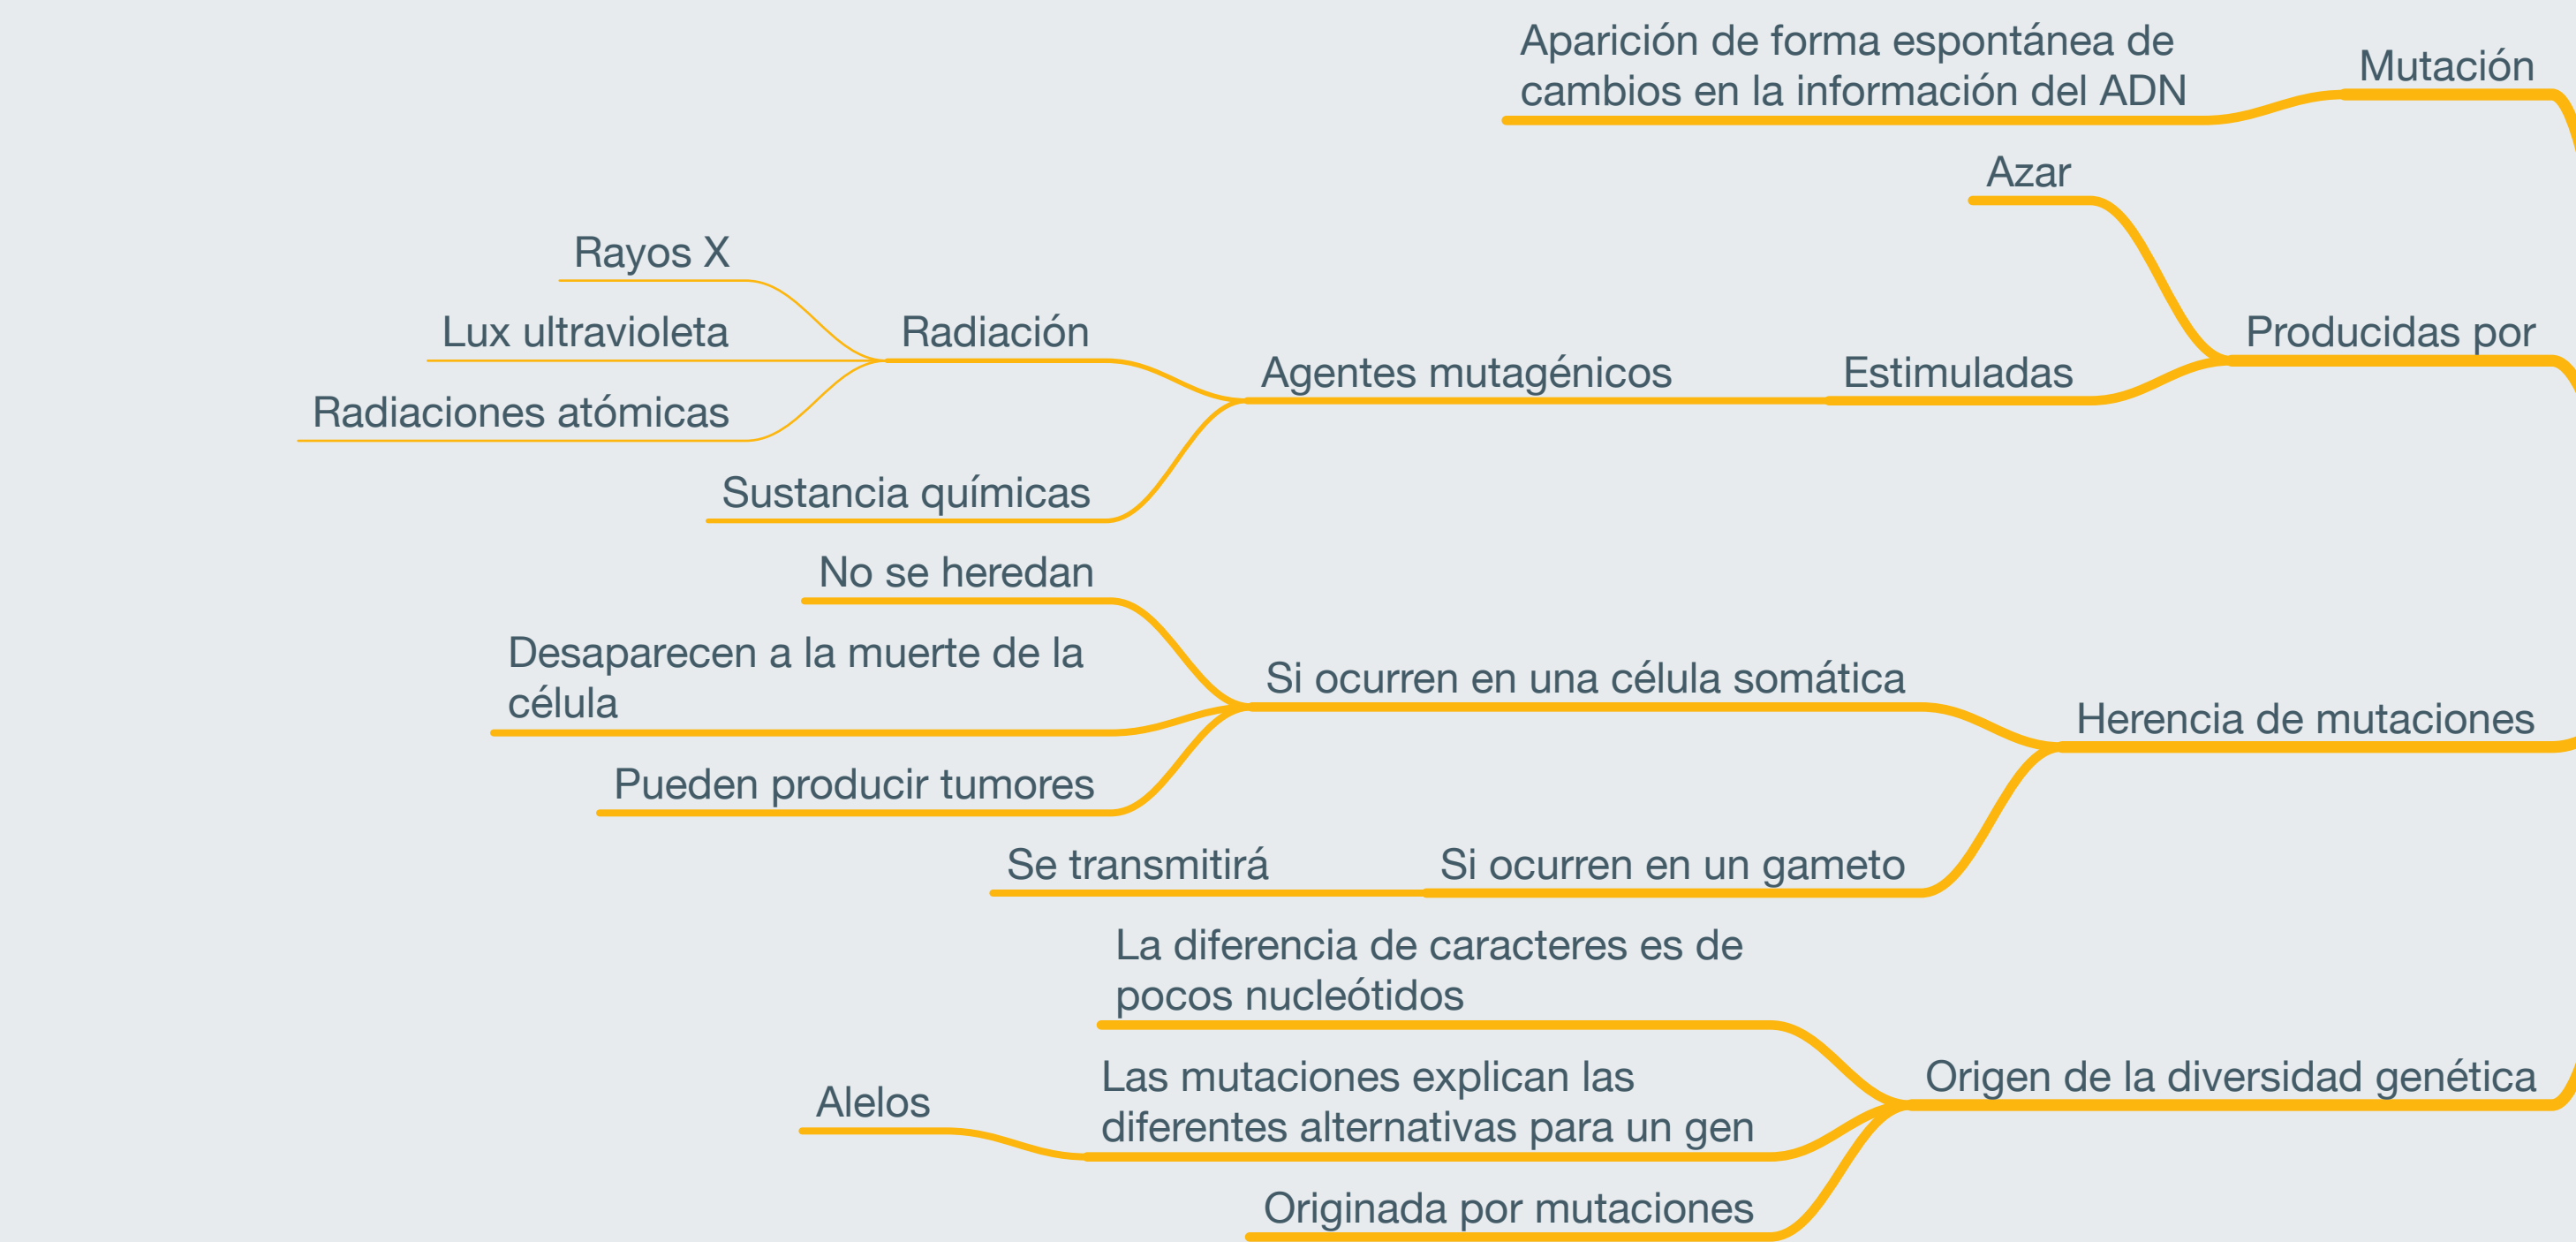 Aparición de forma espontánea de
cambios en la información del ADN
Mutación
Azar
Rayos X
Lux ultravioleta
Radiación
Producidas por
Agentes mutagénicos
Estimuladas
Radiaciones atómicas
Sustancia químicas
No se heredan
Desaparecen a la muerte de la
célula
Si ocurren en una célula somática
Herencia de mutaciones
Pueden producir tumores
Se transmitirá
Si ocurren en un gameto
La diferencia de caracteres es de
pocos nucleótidos
Las mutaciones explican las
diferentes alternativas para un gen
Alelos
Origen de la diversidad genética
Originada por mutaciones